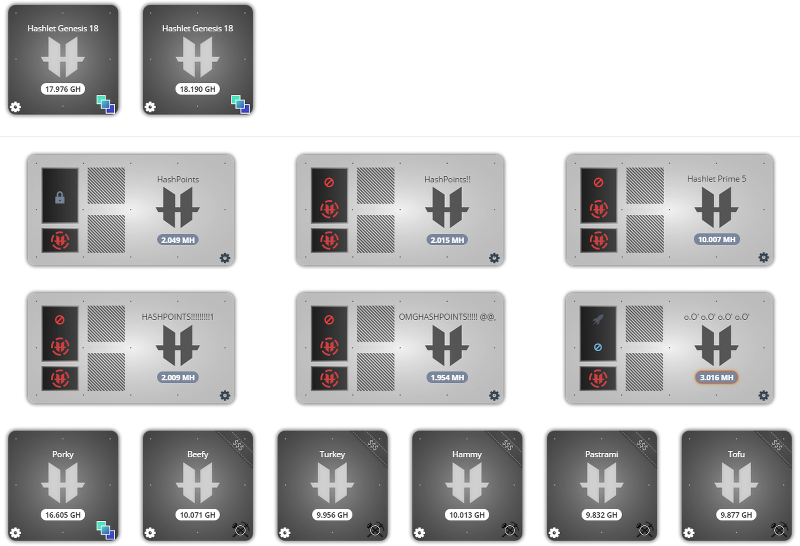 Hashlet Genesis 18
17.976 GH
Hashlet Genesis 18
18.190 GH
HashPoints
2.049 MH
HashPoints!!
2.015 MH
Hashlet Prime 5
10.007 MH
HASHPOINTS!!!!!!!!!1
2.009 MH
OMGHASHPOINTS!!!!! @@.
1.954 MH
o.O' o.O' o.O' o.O'
3.016 MH
Porky
16.605 GH
$$$
Beefy
10.071 GH
$$$
Turkey
9.956 GH
$$$
Hammy
10.013 GH
$$$
Pastrami
9.832 GH
$$$
Tofu
9.877 GH